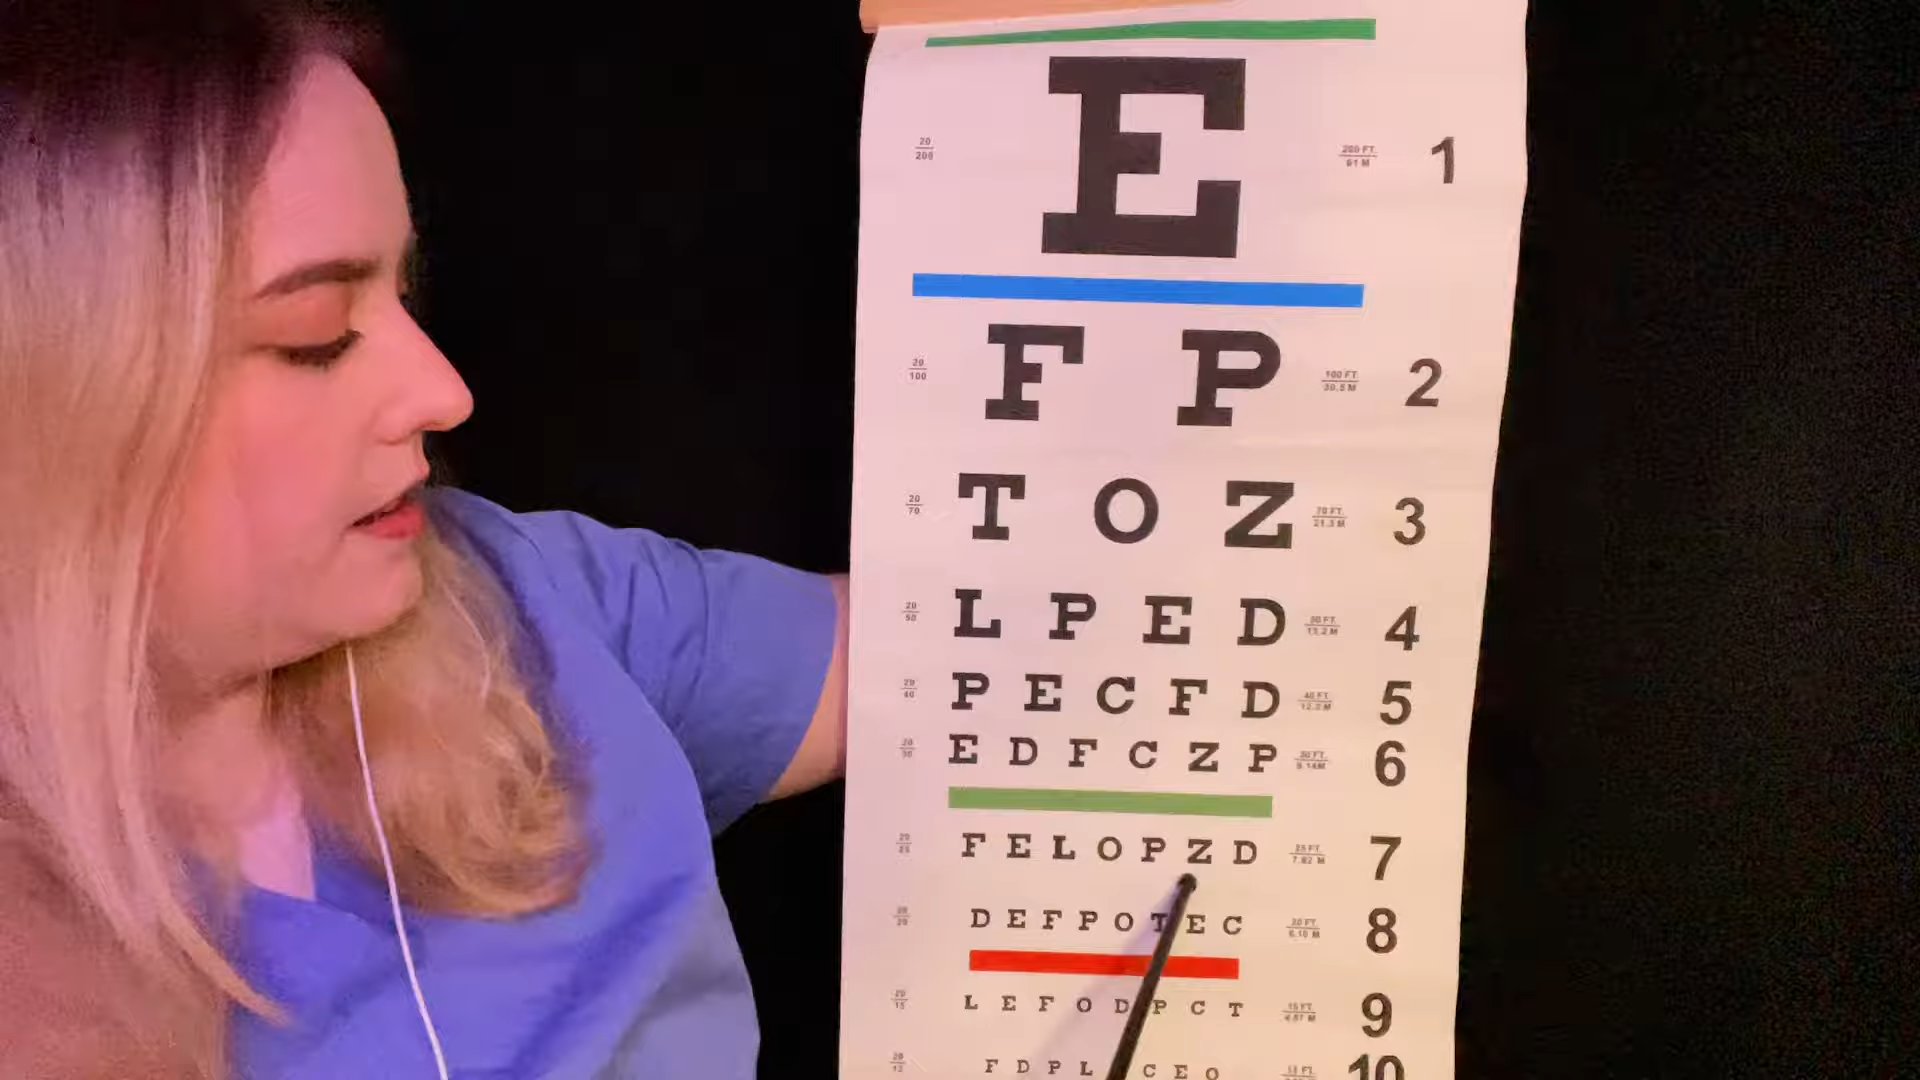 20/200 E 200 FT. 61 M 1
20/100 F P 100 FT. 30.5 M 2
20/70 T O Z 70 FT. 21.3 M 3
20/50 L P E D 50 FT. 15.2 M 4
20/40 P E C F D 40 FT. 12.2 M 5
20/30 E D F C Z P 30 FT. 9.14M 6
20/25 F E L O P Z D 25 FT. 7.62 M 7
20/20 D E F P O T E C 20 FT. 6.10 M 8
20/15 L E F O D P C T 15 FT. 4.57 M 9
F D P L C E O 10